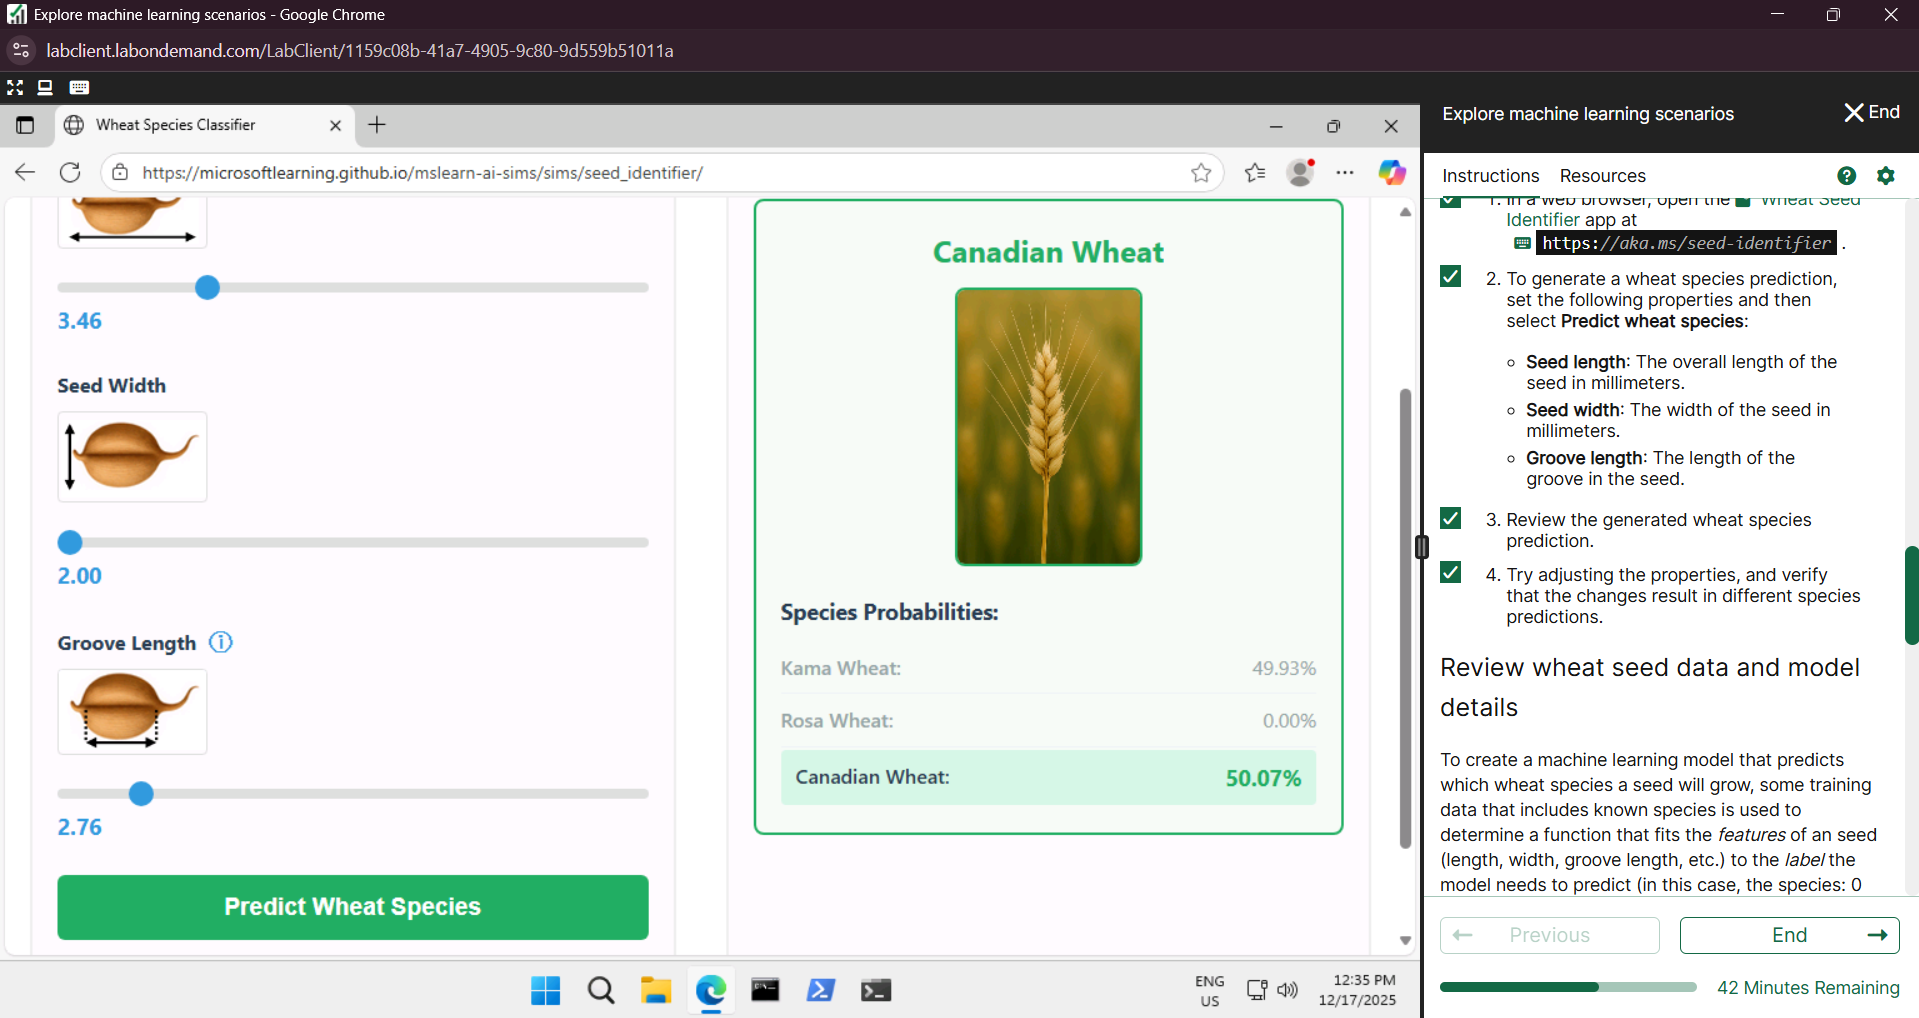 Explore machine learning scenarios - Google Chrome
labclient.labondemand.com/LabClient/1159c08b-41a7-4905-9c80-9d559b51011a
Wheat Species Classifier
https://microsoftlearning.github.io/mslearn-ai-sims/sims/seed_identifier/
3.46
Seed Width
2.00
Groove Length
2.76
Predict Wheat Species
Canadian Wheat
Species Probabilities:
Kama Wheat: 49.93%
Rosa Wheat: 0.00%
Canadian Wheat: 50.07%
ENG
US
12:35 PM
12/17/2025
Explore machine learning scenarios
End
Instructions Resources
1. In a web browser, open the Wheat Seed
Identifier app at
https://aka.ms/seed-identifier .
2. To generate a wheat species prediction,
set the following properties and then
select Predict wheat species:
Seed length: The overall length of the
seed in millimeters.
Seed width: The width of the seed in
millimeters.
Groove length: The length of the
groove in the seed.
3. Review the generated wheat species
prediction.
4. Try adjusting the properties, and verify
that the changes result in different species
predictions.
Review wheat seed data and model
details
To create a machine learning model that predicts
which wheat species a seed will grow, some training
data that includes known species is used to
determine a function that fits the features of an seed
(length, width, groove length, etc.) to the label the
model needs to predict (in this case, the species: 0
Previous
End
42 Minutes Remaining